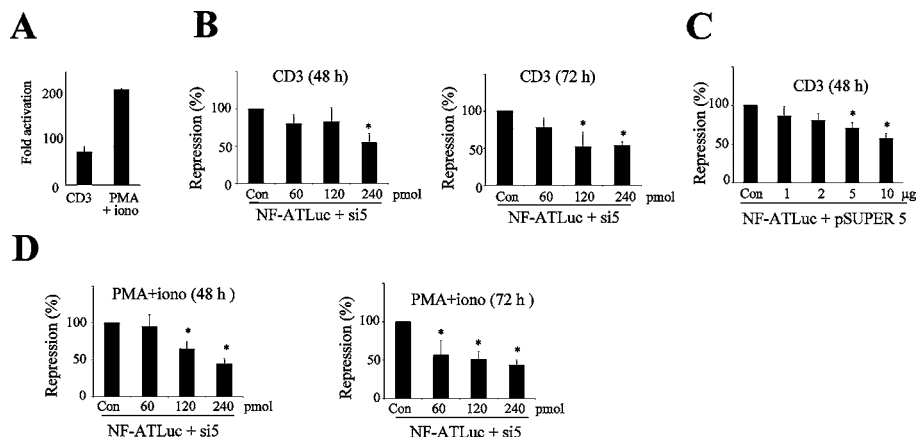 A
Fold activation
200
100
0
CD3 PMA
+ iono
B
CD3 (48 h)
Repression (%)
100
50
0
Con 60 120 240 pmol
*
NF-ATLuc + si5
CD3 (72 h)
Repression (%)
100
50
0
Con 60 120 240 pmol
* *
NF-ATLuc + si5
C
CD3 (48 h)
Repression (%)
100
50
0
Con 1 2 5 10 µg
* *
NF-ATLuc + pSUPER 5
D
PMA+iono (48 h )
Repression (%)
100
50
0
Con 60 120 240 pmol
* *
NF-ATLuc + si5
PMA+iono (72 h )
Repression (%)
100
50
0
Con 60 120 240 pmol
* * *
NF-ATLuc + si5